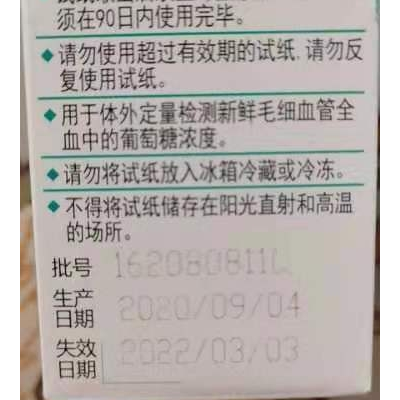 须在90日内使用完毕。
◆请勿使用超过有效期的试纸,请勿反
复使用试纸。
◆用于体外定量检测新鲜毛细血管全
血中的葡萄糖浓度。
◆请勿将试纸放入冰箱冷藏或冷冻。
◆不得将试纸储存在阳光直射和高温
的场所。
批号
生产 2020/09/04
日期
失效 2022/03/03
日期